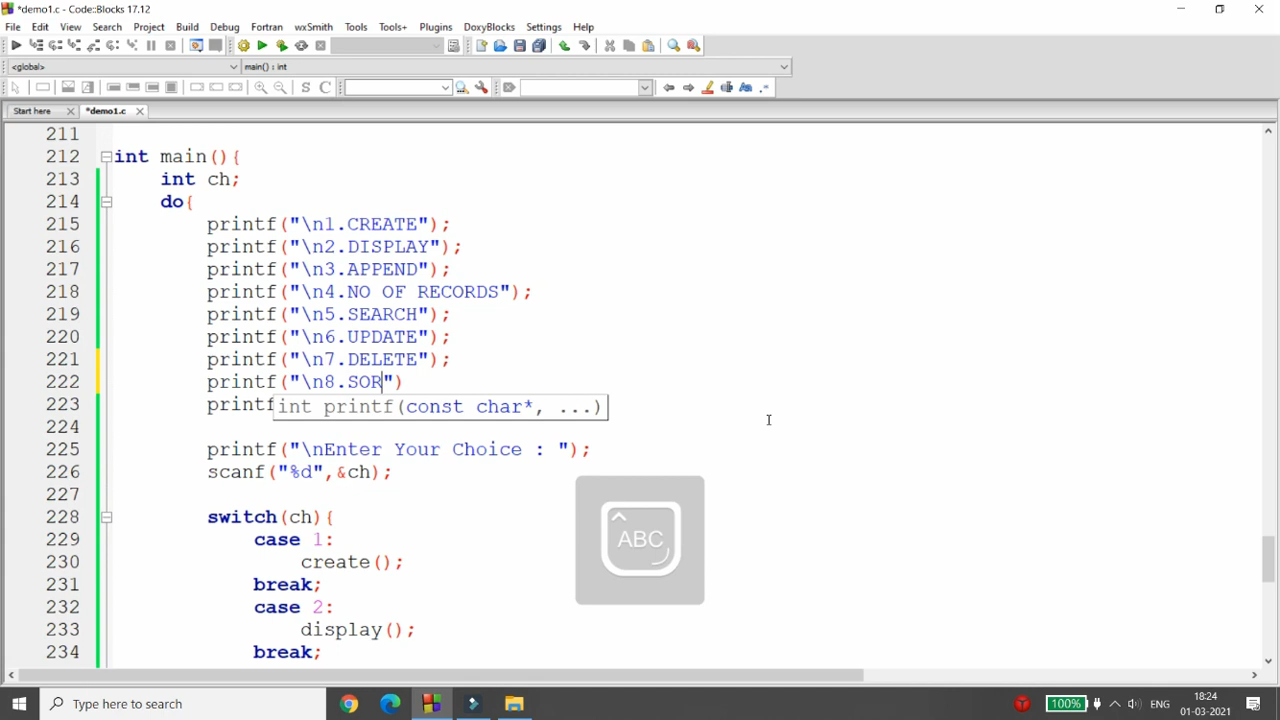 *demo1.c - Code::Blocks 17.12
File Edit View Search Project Build Debug Fortran wxSmith Tools Tools+ Plugins DoxyBlocks Settings Help
<global> main() : int
S C
Start here *demo1.c
211
212 int main(){
213 int ch;
214 do{
215 printf("\n1.CREATE");
216 printf("\n2.DISPLAY");
217 printf("\n3.APPEND");
218 printf("\n4.NO OF RECORDS");
219 printf("\n5.SEARCH");
220 printf("\n6.UPDATE");
221 printf("\n7.DELETE");
222 printf("\n8.SOR")
223 printf int printf(const char*, ...)
224
225 printf("\nEnter Your Choice : ");
226 scanf("%d",&ch);
227
228 switch(ch){
229 case 1:
230 create();
231 break;
232 case 2:
233 display();
234 break;
ABC
Type here to search 100% ENG 18:24
01-03-2021